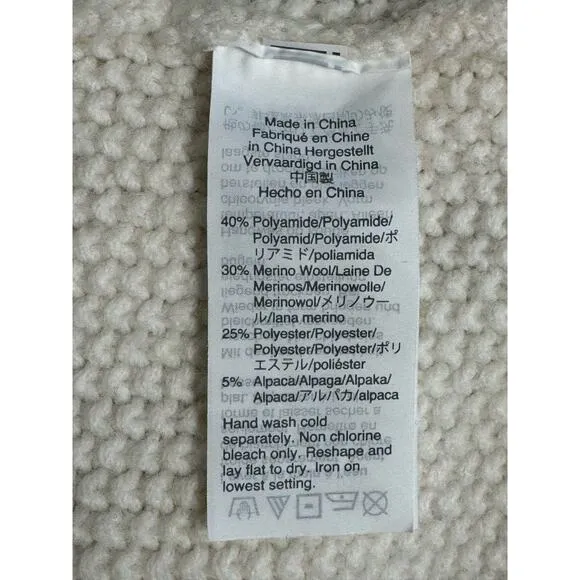 Made in China
Fabriqué en Chine
in China Hergestellt
Vervaardigd in China
中国製
Hecho en China
40% Polyamide/Polyamide/
Polyamid/Polyamide/ポ
リアミド/poliamida
30% Merino Wool/Laine De
Merinos/Merinowolle/
Merinowol/メリノウー
ル/lana merino
25% Polyester/Polyester/
Polyester/Polyester/ポリ
エステル/poliéster
5% Alpaca/Alpaga/Alpaka/
Alpaca/アルパカ/alpaca
Hand wash cold
separately. Non chlorine
bleach only. Reshape and
lay flat to dry. Iron on
lowest setting.